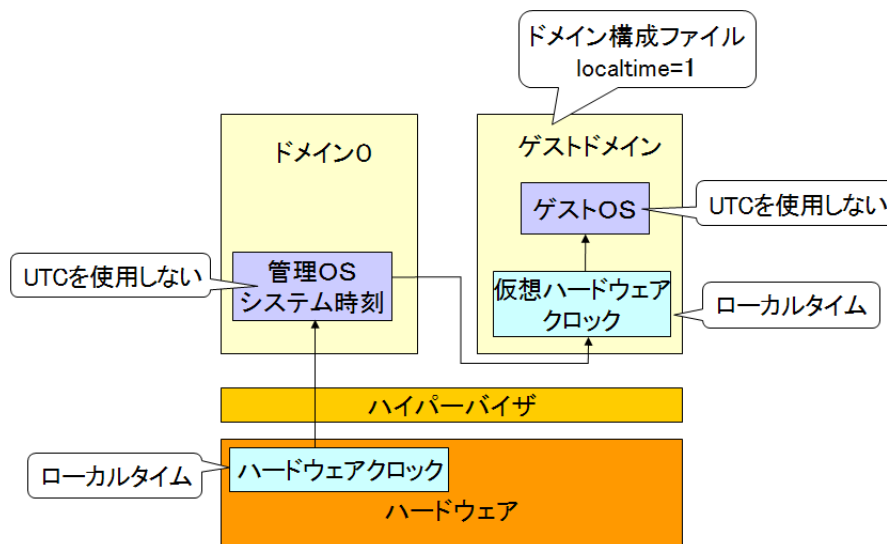 ドメイン構成ファイル
localtime=1
ドメイン0
ゲストドメイン
ゲストOS
UTCを使用しない
UTCを使用しない
管理OS
システム時刻
仮想ハードウェア
クロック
ローカルタイム
ハイパーバイザ
ローカルタイム
ハードウェアクロック
ハードウェア